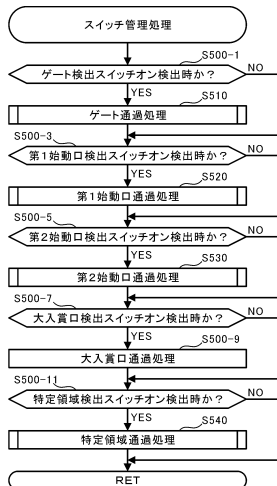 スイッチ管理処理
S500-1
ゲート検出スイッチオン検出時か?
NO
YES
S510
ゲート通過処理
S500-3
第1始動口検出スイッチオン検出時か?
NO
YES
S520
第1始動口通過処理
S500-5
第2始動口検出スイッチオン検出時か?
NO
YES
S530
第2始動口通過処理
S500-7
大入賞口検出スイッチオン検出時か?
NO
YES
S500-9
大入賞口通過処理
S500-11
特定領域検出スイッチオン検出時か?
NO
YES
S540
特定領域通過処理
RET